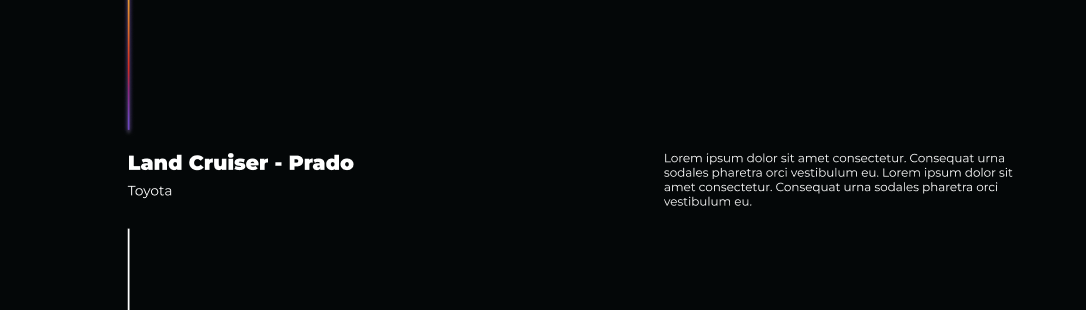 Land Cruiser - Prado
Toyota
Lorem ipsum dolor sit amet consectetur. Consequat urna
sodales pharetra orci vestibulum eu. Lorem ipsum dolor sit
amet consectetur. Consequat urna sodales pharetra orci
vestibulum eu.